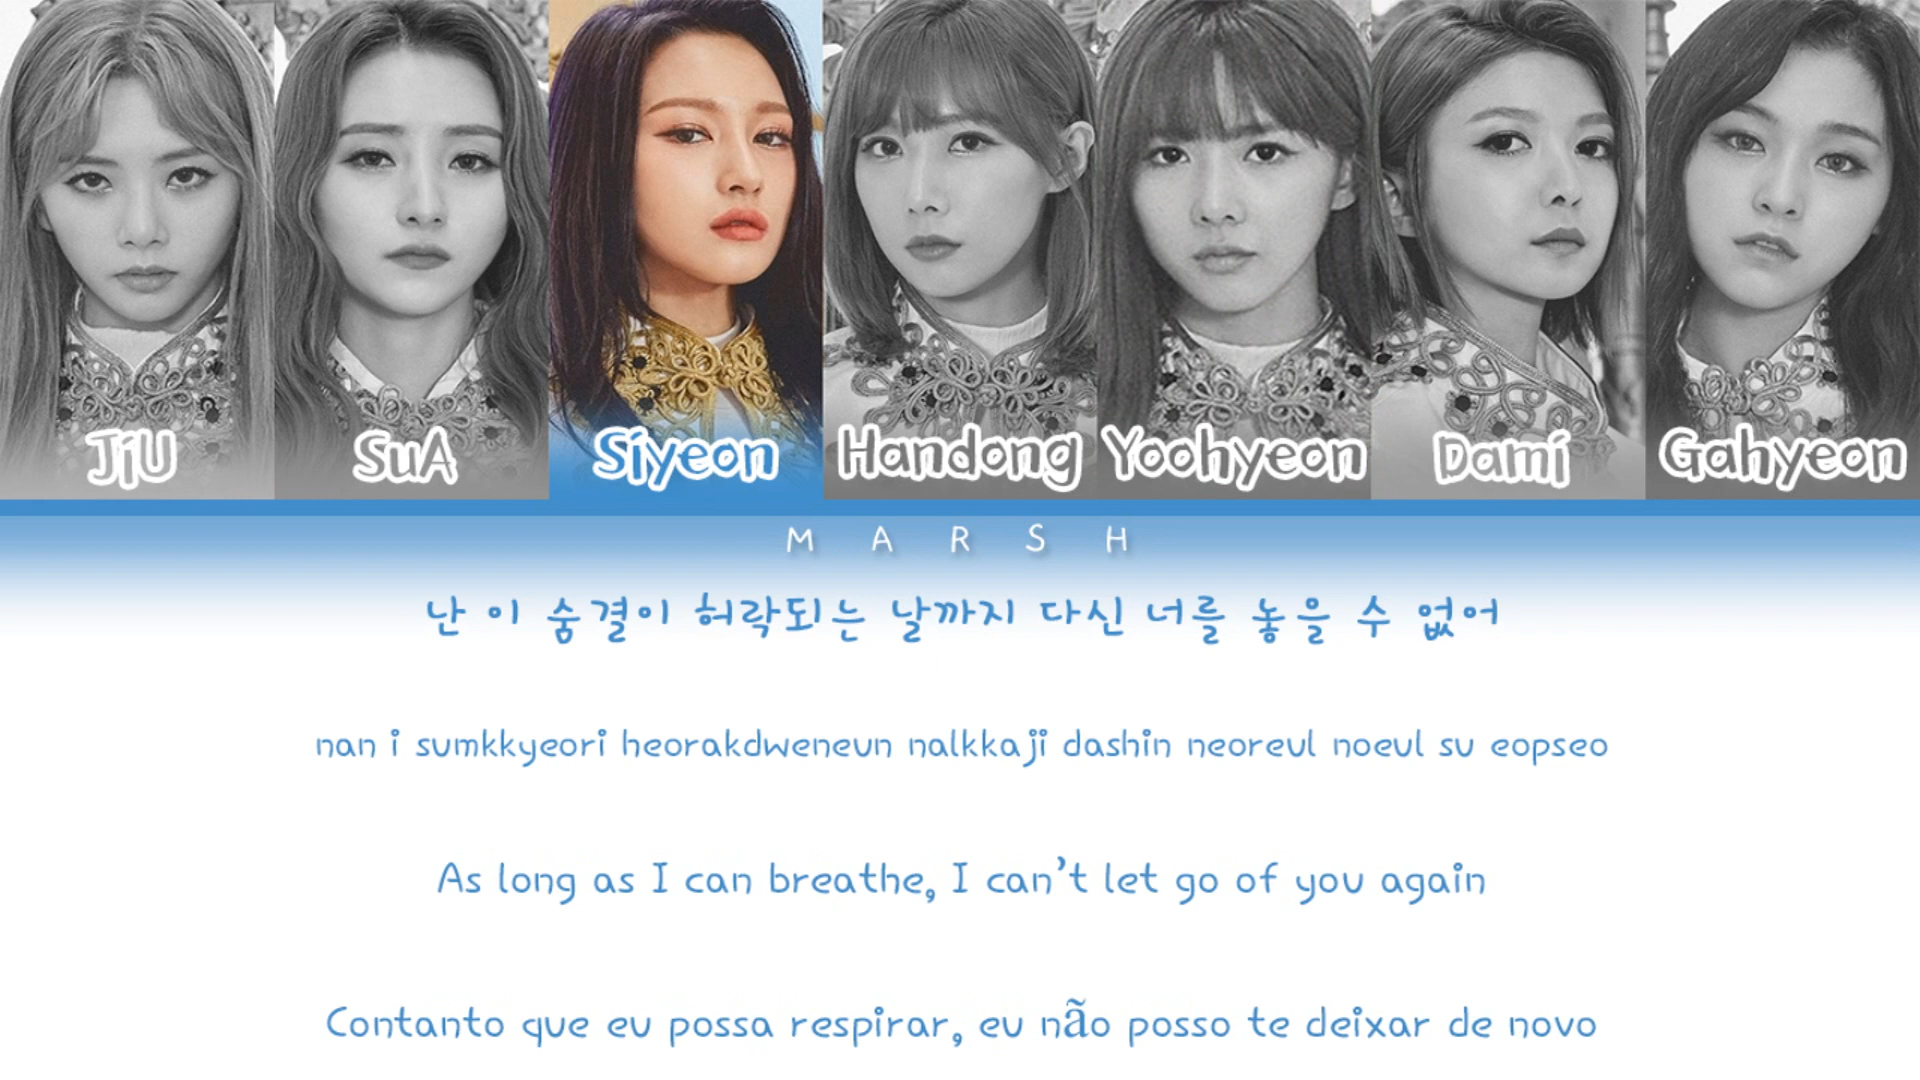 JiU SuA Siyeon Handong Yoohyeon Dami Gahyeon
M A R S H
난 이 숨결이 허락되는 날까지 다신 너를 놓을 수 없어
nan i sumkkyeori heorakdweneun nalkkaji dashin neoreul noeul su eopseo
As long as I can breathe, I can't let go of you again
Contanto que eu possa respirar, eu não posso te deixar de novo